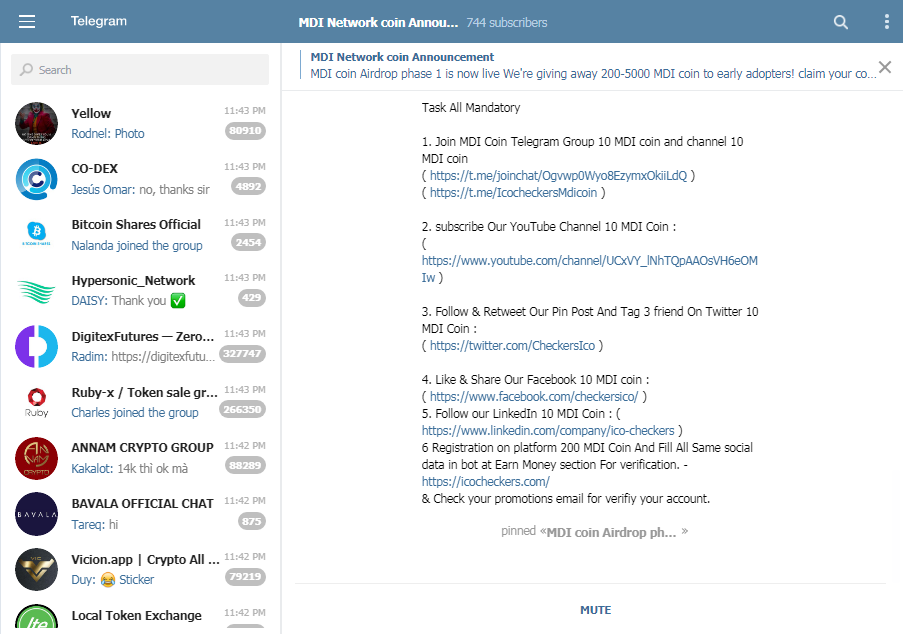 Telegram
MDI Network coin Annou... 744 subscribers
Search
MDI Network coin Announcement
MDI coin Airdrop phase 1 is now live We're giving away 200-5000 MDI coin to early adopters! claim your co...
Yellow 11:43 PM
Rodnel: Photo 80910
CO-DEX 11:43 PM
Jesús Omar: no, thanks sir 4892
Bitcoin Shares Official 11:43 PM
Nalanda joined the group 2454
Hypersonic_Network 11:43 PM
DAISY: Thank you ✅ 429
DigitexFutures — Zero... 11:43 PM
Radim: https://digitexfutu... 327747
Ruby-x / Token sale gr... 11:43 PM
Charles joined the group 266350
Ruby
ANNAM CRYPTO GROUP 11:42 PM
Kakalot: 14k thì ok mà 88289
ANNAM
CRYPTO
BAVALA OFFICIAL CHAT 11:42 PM
Tareq: hi 875
BAVALA
Vicion.app | Crypto All ... 11:42 PM
Duy: 😂 Sticker 79219
Local Token Exchange 11:42 PM
lte
Task All Mandatory
1. Join MDI Coin Telegram Group 10 MDI coin and channel 10
MDI coin
( https://t.me/joinchat/Ogvwp0Wyo8EzymxOkiiLdQ )
( https://t.me/IcocheckersMdicoin )
2. subscribe Our YouTube Channel 10 MDI Coin :
(
https://www.youtube.com/channel/UCxVY_lNhTQpAAOsVH6eOM
Iw )
3. Follow & Retweet Our Pin Post And Tag 3 friend On Twitter 10
MDI Coin :
( https://twitter.com/CheckersIco )
4. Like & Share Our Facebook 10 MDI coin :
( https://www.facebook.com/checkersico/ )
5. Follow our LinkedIn 10 MDI Coin : (
https://www.linkedin.com/company/ico-checkers )
6 Registration on platform 200 MDI Coin And Fill All Same social
data in bot at Earn Money section For verification. -
https://icocheckers.com/
& Check your promotions email for verifiy your account.
pinned «MDI coin Airdrop ph... »
MUTE